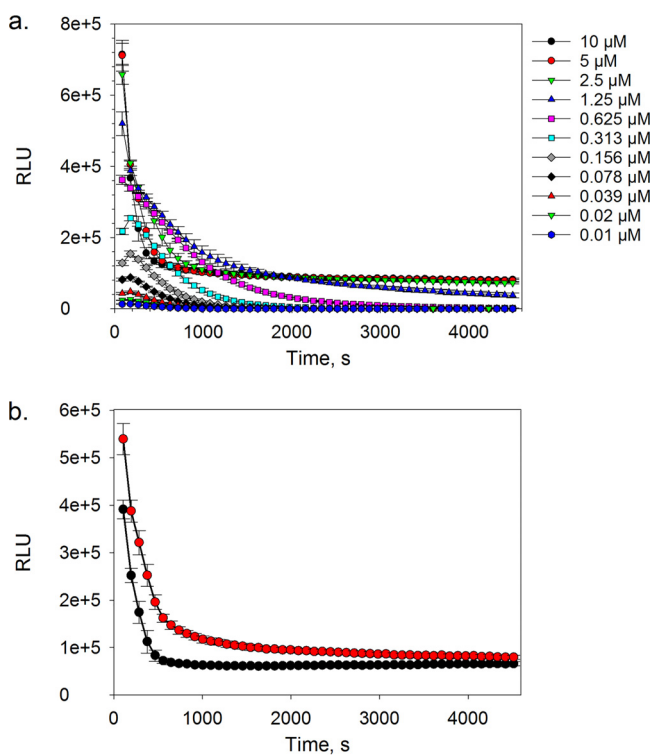 a.
8e+5
6e+5
4e+5
2e+5
0
RLU
0 1000 2000 3000 4000
Time, s
10 µM
5 µM
2.5 µM
1.25 µM
0.625 µM
0.313 µM
0.156 µM
0.078 µM
0.039 µM
0.02 µM
0.01 µM
b.
6e+5
5e+5
4e+5
3e+5
2e+5
1e+5
0
RLU
0 1000 2000 3000 4000
Time, s